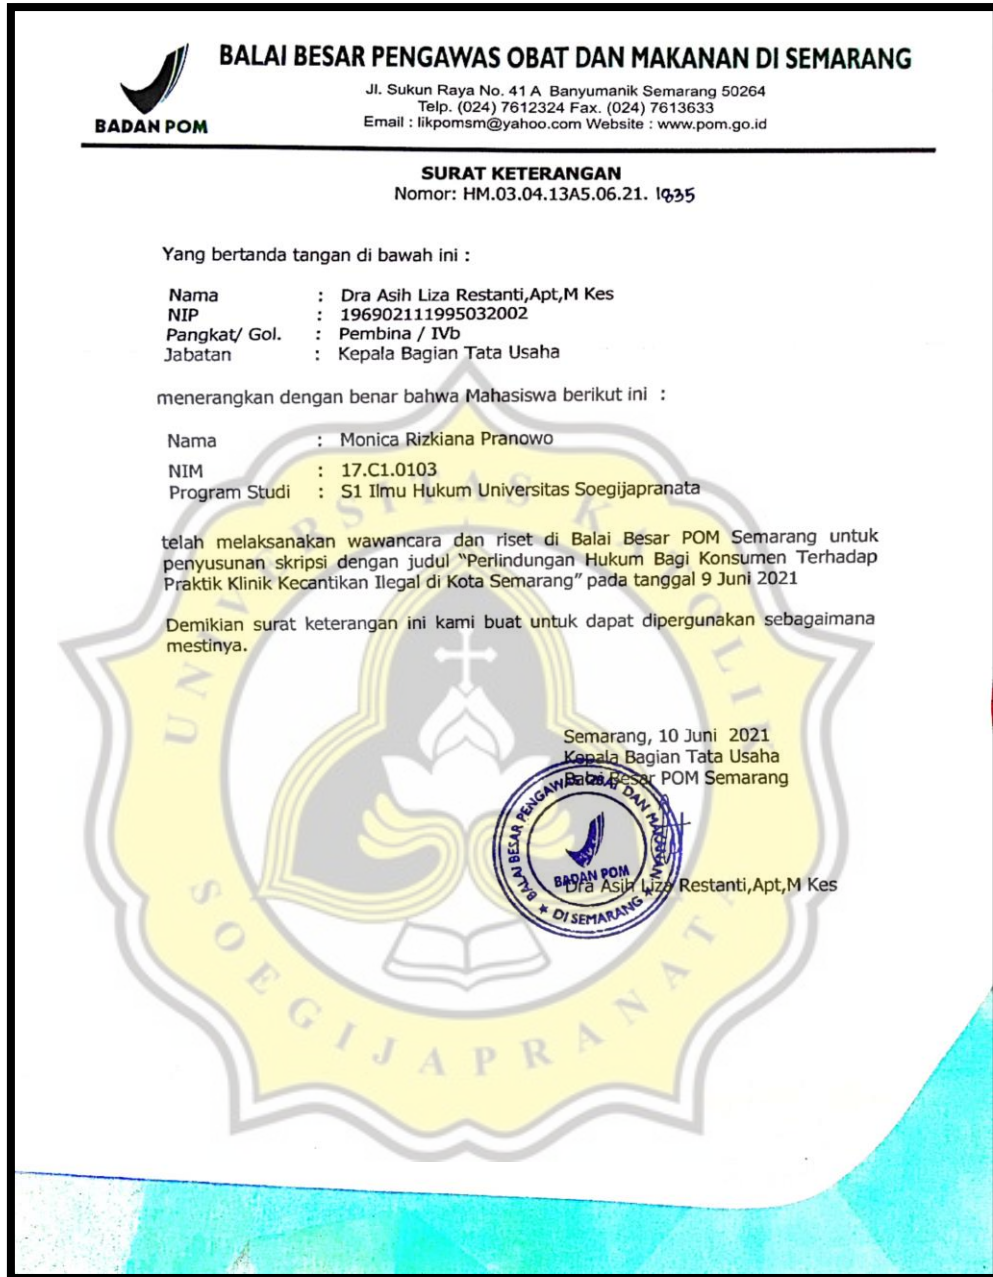 BALAI BESAR PENGAWAS OBAT DAN MAKANAN DI SEMARANG
Jl. Sukun Raya No. 41 A Banyumanik Semarang 50264
Telp. (024) 7612324 Fax. (024) 7613633
Email : likpomsm@yahoo.com Website : www.pom.go.id
BADAN POM
SURAT KETERANGAN
Nomor: HM.03.04.13A5.06.21. 1835
Yang bertanda tangan di bawah ini :
Nama : Dra Asih Liza Restanti,Apt,M Kes
NIP : 196902111995032002
Pangkat/ Gol. : Pembina / IVb
Jabatan : Kepala Bagian Tata Usaha
menerangkan dengan benar bahwa Mahasiswa berikut ini :
Nama : Monica Rizkiana Pranowo
NIM : 17.C1.0103
Program Studi : S1 Ilmu Hukum Universitas Soegijapranata
telah melaksanakan wawancara dan riset di Balai Besar POM Semarang untuk
penyusunan skripsi dengan judul "Perlindungan Hukum Bagi Konsumen Terhadap
Praktik Klinik Kecantikan Ilegal di Kota Semarang" pada tanggal 9 Juni 2021
Demikian surat keterangan ini kami buat untuk dapat dipergunakan sebagaimana
mestinya.
Semarang, 10 Juni 2021
Kepala Bagian Tata Usaha
Balai Besar POM Semarang
BALAI BESAR PENGAWAS OBAT DAN MAKANAN
BADAN POM
★ DI SEMARANG ★
Dra Asih Liza Restanti,Apt,M Kes
UNIVERSITAS KATOLIK
SOEGIJAPRANATA